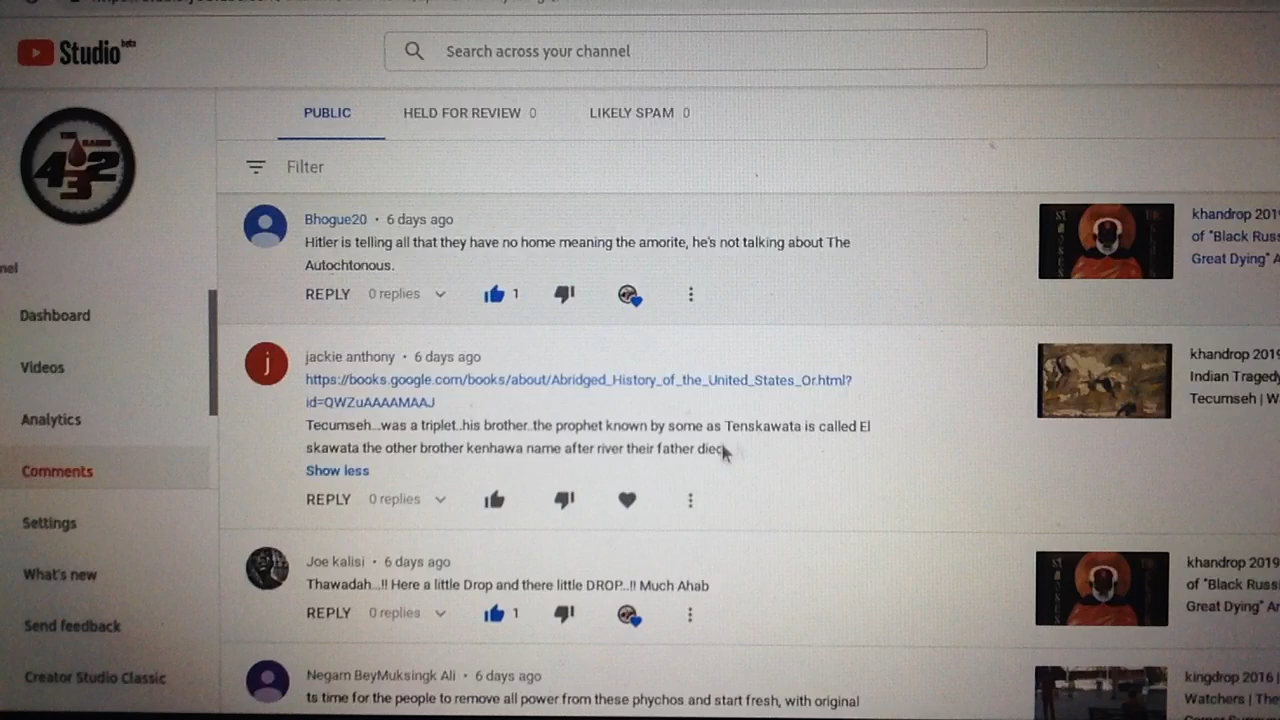 Studio beta
Search across your channel
432
nel
Dashboard
Videos
Analytics
Comments
Settings
What's new
Send feedback
Creator Studio Classic
PUBLIC
HELD FOR REVIEW 0
LIKELY SPAM 0
Filter
Bhogue20 • 6 days ago
Hitler is telling all that they have no home meaning the amorite, he's not talking about The
Autochtonous.
REPLY 0 replies 1
khandrop 2019
of "Black Russ
Great Dying" A
jackie anthony • 6 days ago
https://books.google.com/books/about/Abridged_History_of_the_United_States_Or.html?
id=QWZuAAAAMAAJ
Tecumseh...was a triplet..his brother..the prophet known by some as Tenskawata is called El
skawata the other brother kenhawa name after river their father died
Show less
REPLY 0 replies
khandrop 2019
Indian Tragedy
Tecumseh | W
Joe kalisi • 6 days ago
Thawadah...!! Here a little Drop and there little DROP...!! Much Ahab
REPLY 0 replies 1
khandrop 2019
of "Black Russ
Great Dying" A
Negam BeyMuksingk Ali • 6 days ago
ts time for the people to remove all power from these phychos and start fresh, with original
kingdrop 2016 |
Watchers | The